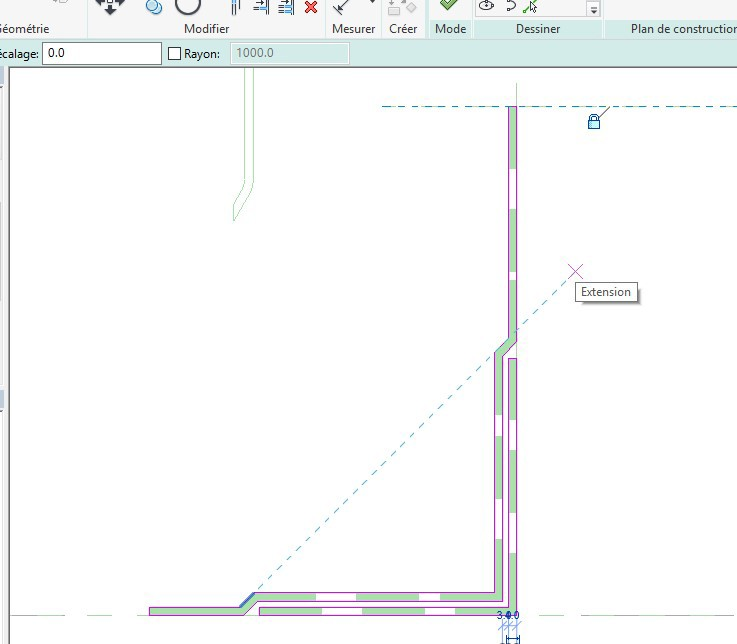 Géométrie Modifier Mesurer Créer Mode Dessiner Plan de construction
écalage: 0.0 Rayon: 1000.0
Extension